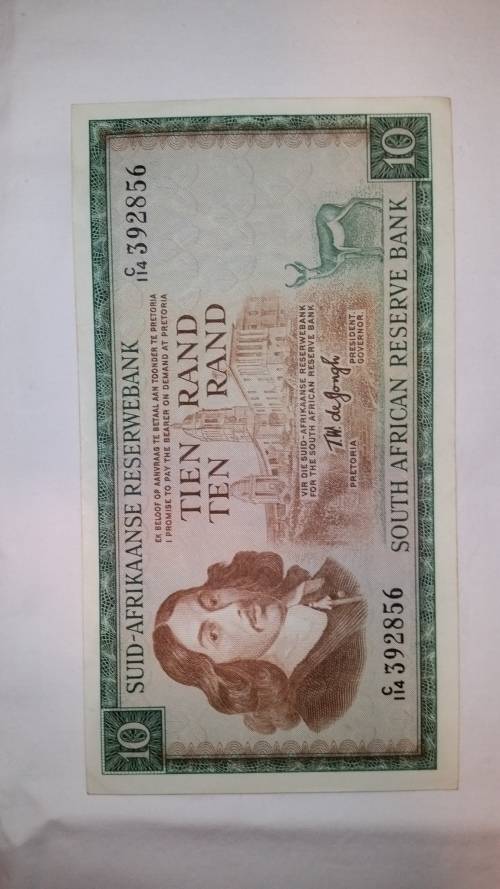 10
SUID-AFRIKAANSE RESERWEBANK
C
114 392856
EK BELOOF OP AANVRAAG TE BETAAL AAN TOONDER TE PRETORIA
I PROMISE TO PAY THE BEARER ON DEMAND AT PRETORIA
TIEN RAND
TEN RAND
VIR DIE SUID-AFRIKAANSE RESERWEBANK
FOR THE SOUTH AFRICAN RESERVE BANK
T.W. de Jongh
PRETORIA
PRESIDENT.
GOVERNOR.
C
114 392856
SOUTH AFRICAN RESERVE BANK
10